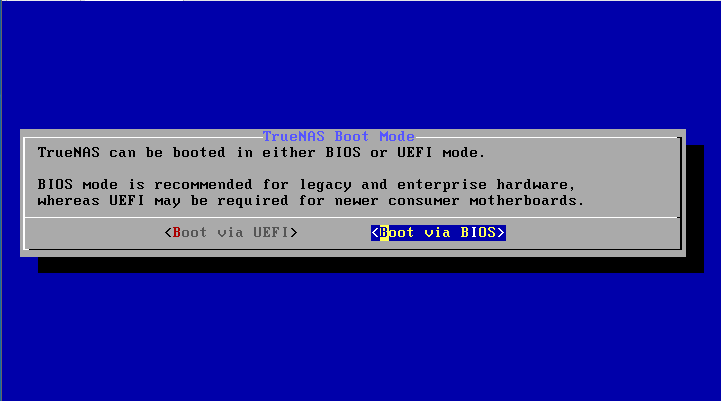 TrueNAS Boot Mode
TrueNAS can be booted in either BIOS or UEFI mode.
BIOS mode is recommended for legacy and enterprise hardware,
whereas UEFI may be required for newer consumer motherboards.
<Boot via UEFI> <Boot via BIOS>